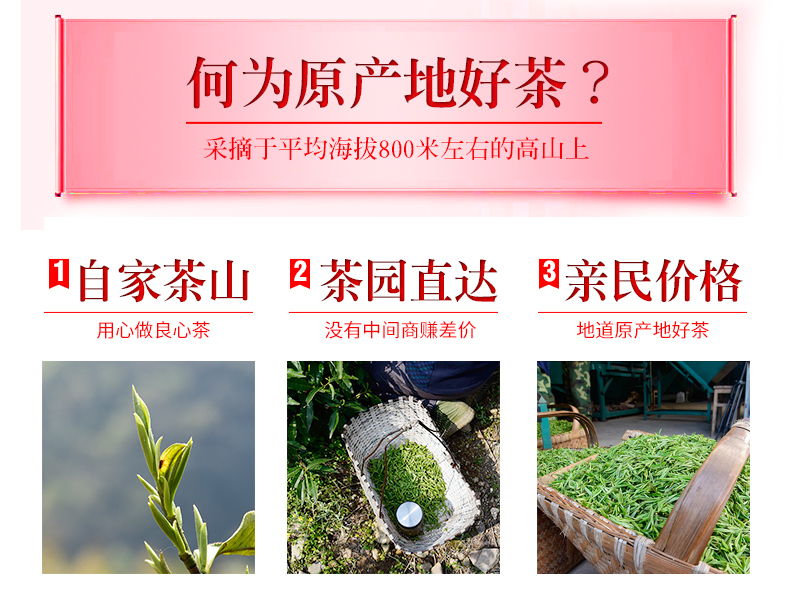 何为原产地好茶？
采摘于平均海拔800米左右的高山上
1 自家茶山
用心做良心茶
2 茶园直达
没有中间商赚差价
3 亲民价格
地道原产地好茶